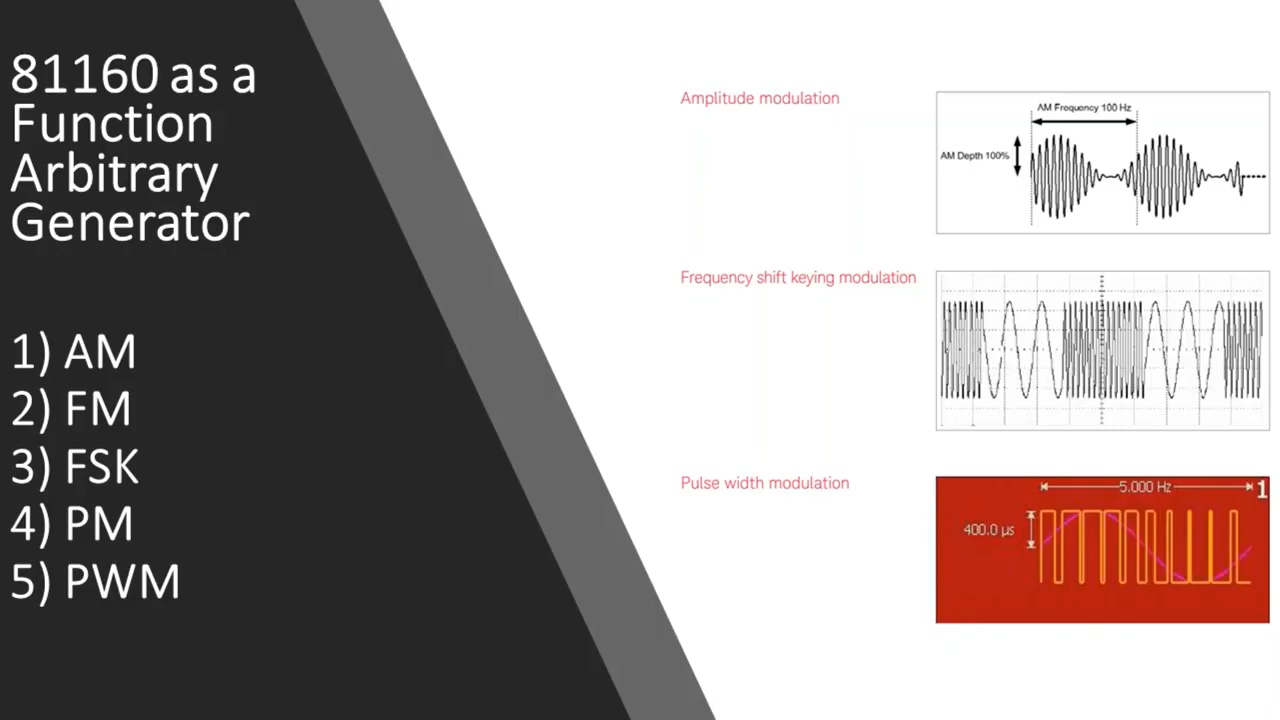 81160 as a
Function
Arbitrary
Generator
1) AM
2) FM
3) FSK
4) PM
5) PWM
Amplitude modulation
AM Frequency 100 Hz
AM Depth 100%
Frequency shift keying modulation
Pulse width modulation
5.000 Hz
1
400.0 µs